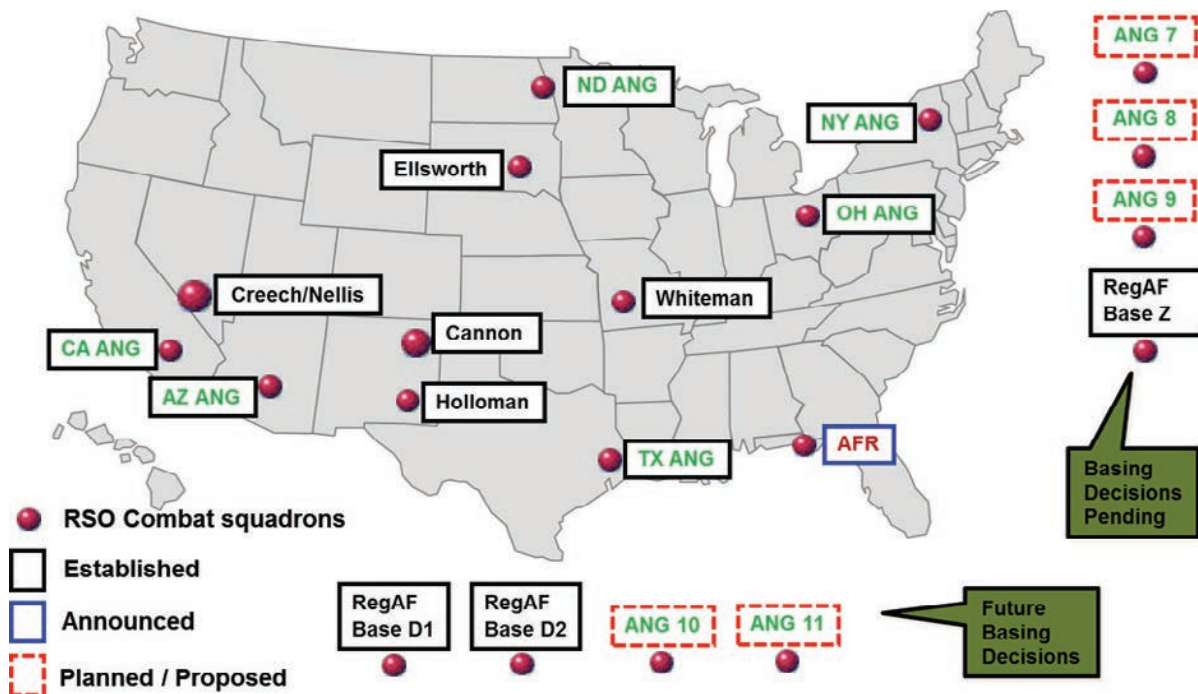 ANG 7
ND ANG
NY ANG
ANG 8
Ellsworth
OH ANG
ANG 9
Creech/Nellis
Whiteman
RegAF
Base Z
Cannon
CA ANG
AZ ANG
Holloman
TX ANG
AFR
Basing
Decisions
Pending
RSO Combat squadrons
Established
Announced
Planned / Proposed
RegAF
Base D1
RegAF
Base D2
ANG 10
ANG 11
Future
Basing
Decisions